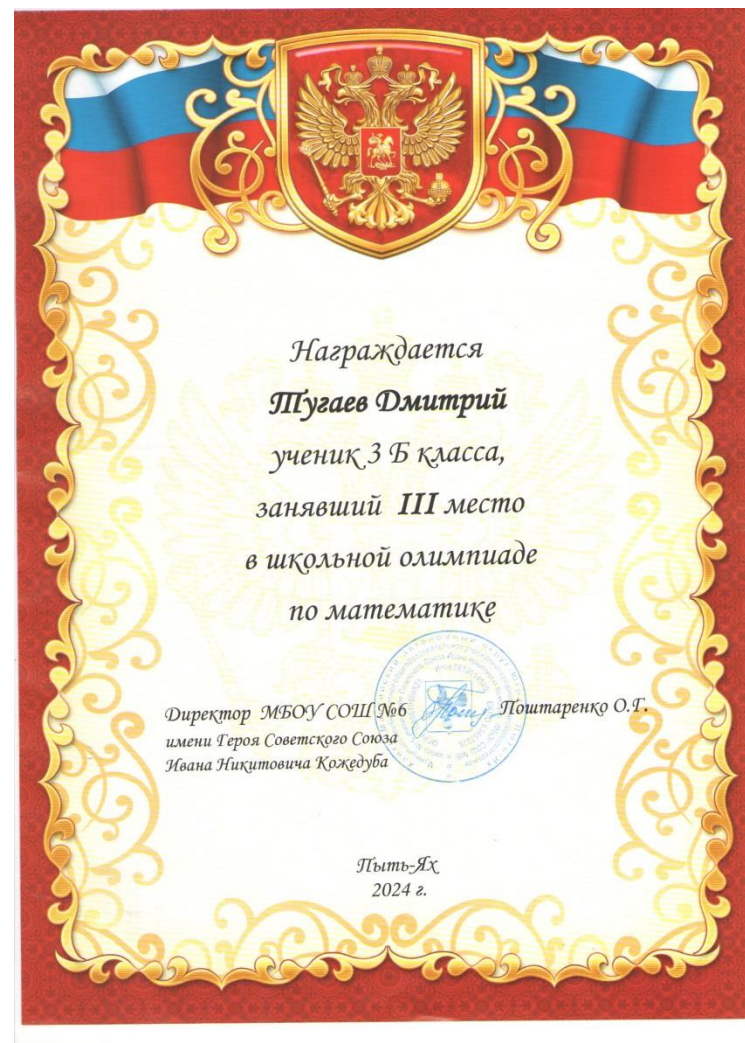 Награждается
Тугаев Дмитрий
ученик 3 Б класса,
занявший III место
в школьной олимпиаде
по математике
Директор МБОУ СОШ №6 Поштаренко О.Г.
имени Героя Советского Союза
Ивана Никитовича Кожедуба
Пыть-Ях
2024 г.